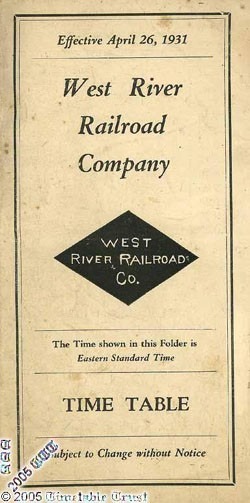 Effective April 26, 1931
West River
Railroad
Company
WEST
RIVER RAILROAD
CO.
The Time shown in this Folder is
Eastern Standard Time
TIME TABLE
Subject to Change without Notice
2005
© 2005 Timetable Trust